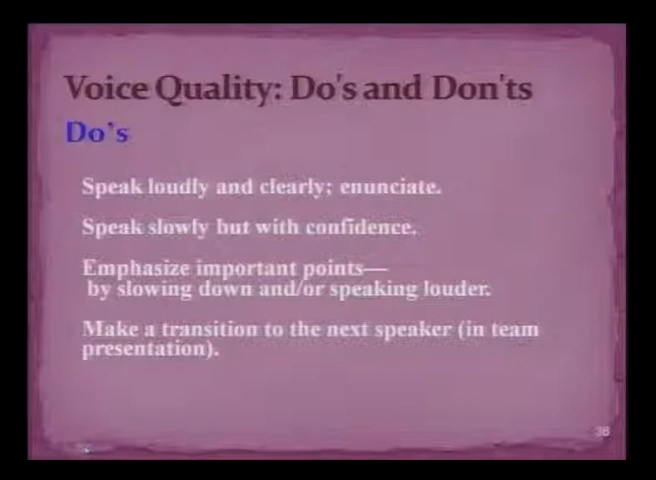 Voice Quality: Do's and Don'ts
Do's
Speak loudly and clearly; enunciate.
Speak slowly but with confidence.
Emphasize important points—
by slowing down and/or speaking louder.
Make a transition to the next speaker (in team
presentation).
38